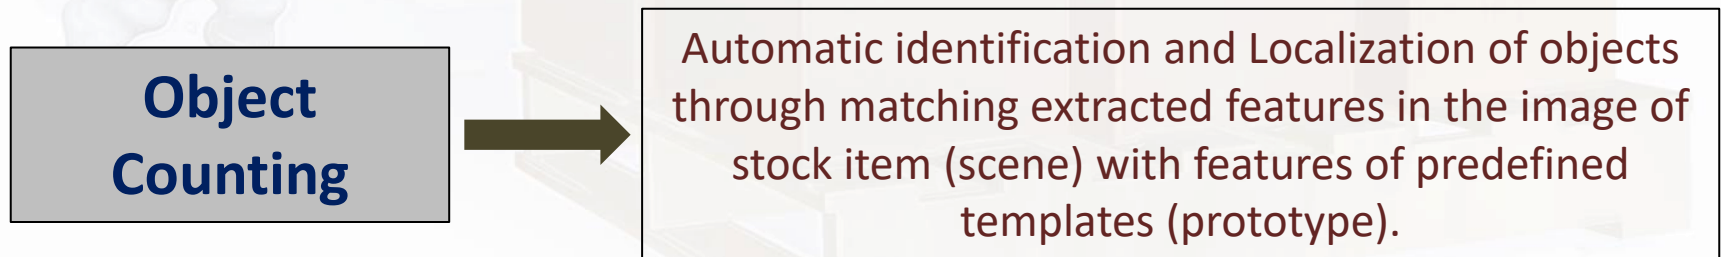 Object
Counting
Automatic identification and Localization of objects
through matching extracted features in the image of
stock item (scene) with features of predefined
templates (prototype).